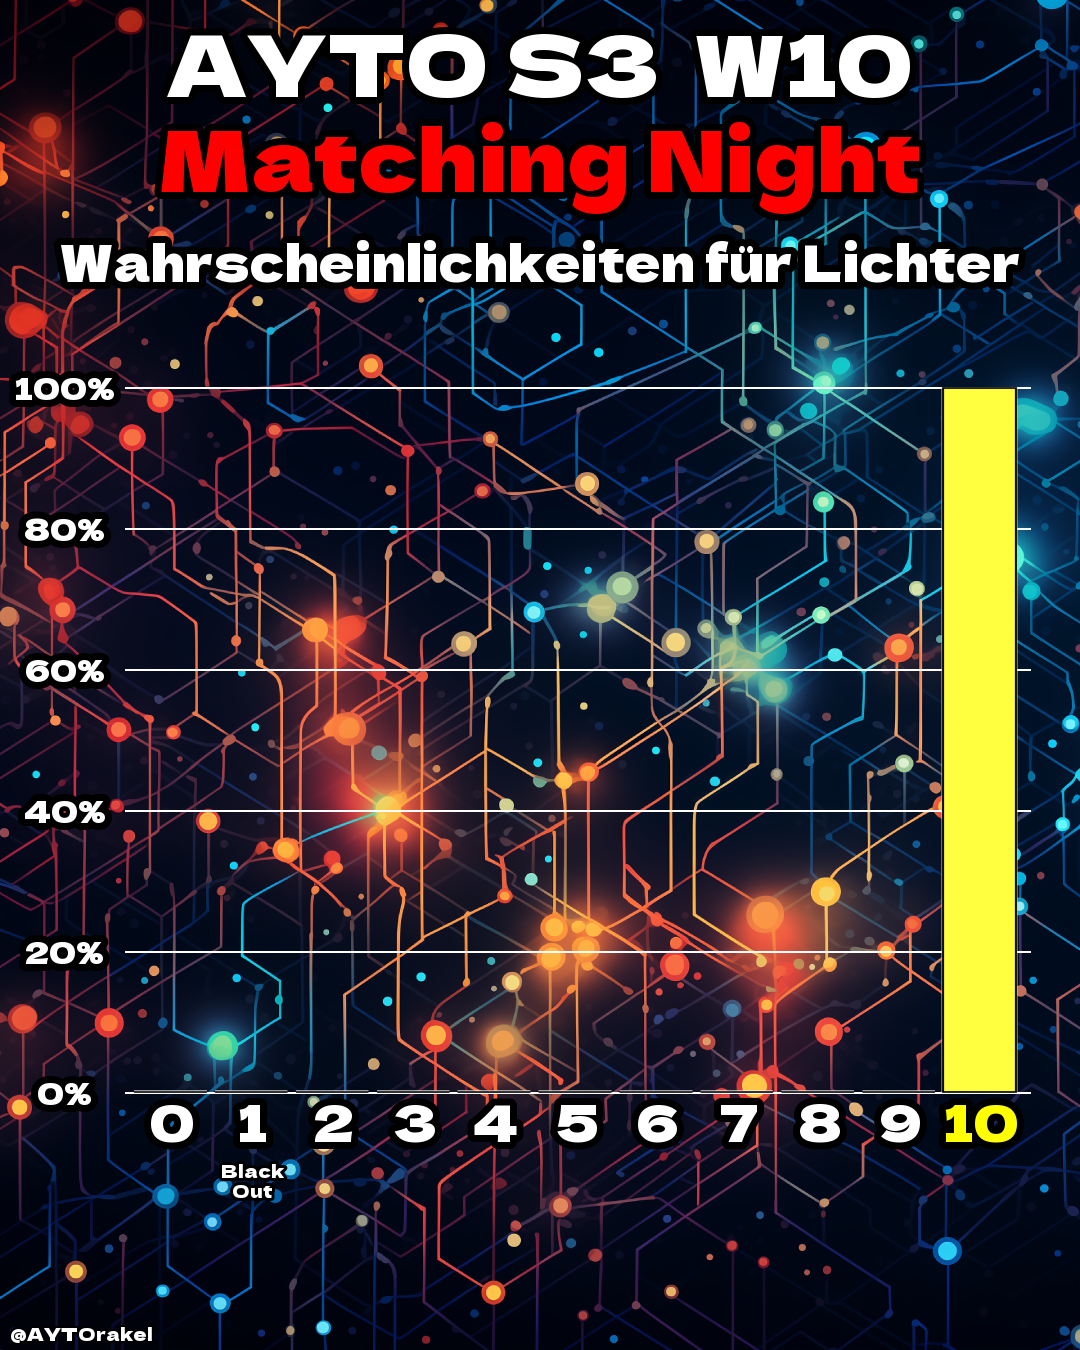 AYTO S3 W10
Matching Night
Wahrscheinlichkeiten für Lichter
100%
80%
60%
40%
20%
0%
0 1 2 3 4 5 6 7 8 9 10
Black
Out
@AYTOrakel